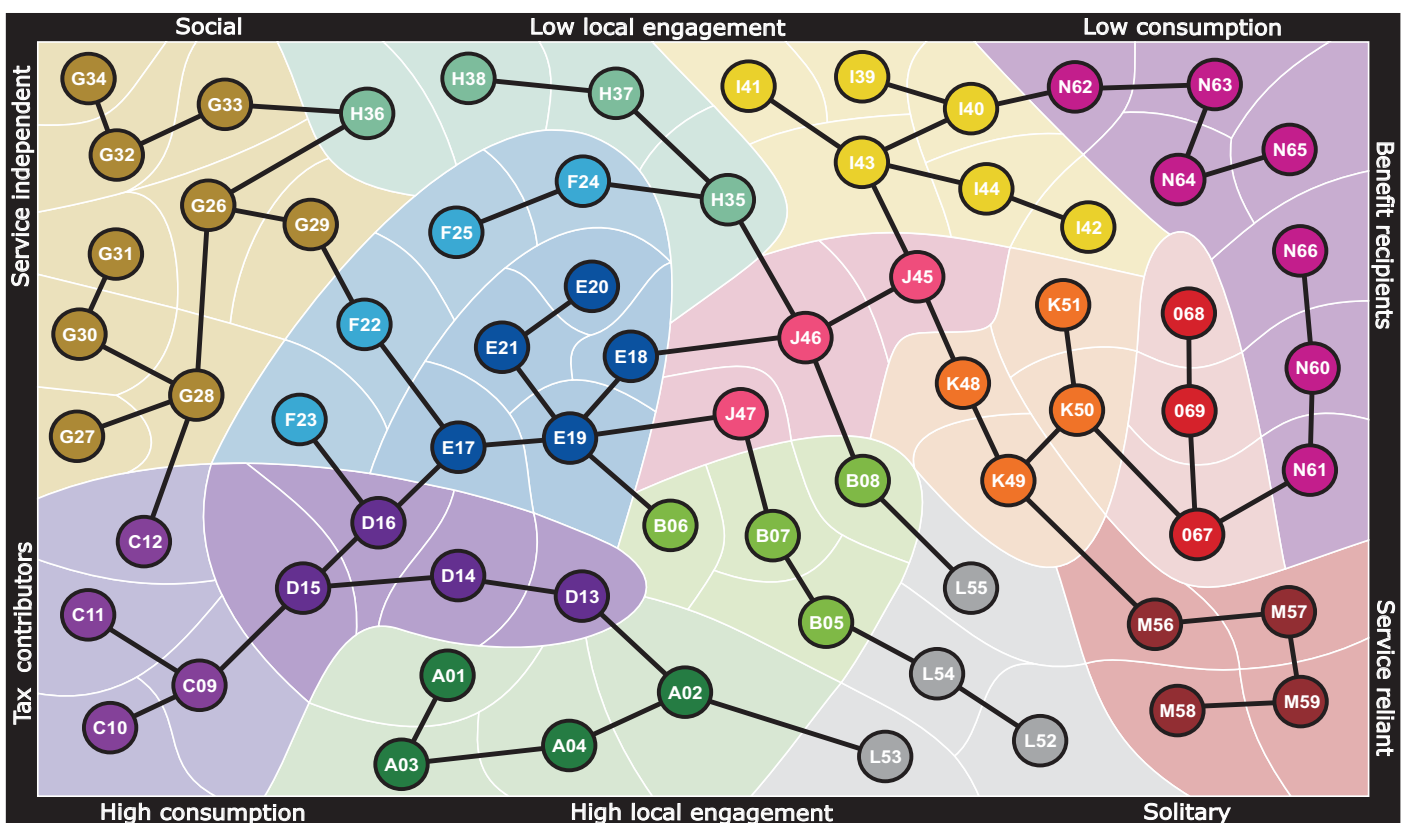 Social
Low local engagement
Low consumption
Service independent
Tax contributors
Benefit recipients
Service reliant
G34
G33
H36
G32
H38
H37
I41
I39
I40
N62
N63
I43
I44
N64
N65
I42
F24
F25
H35
G26
G29
G31
G30
F22
G28
G27
E20
E21
E18
J45
J46
K51
068
N66
K48
K50
069
N60
F23
E17
E19
J47
B08
K49
N61
067
C12
D16
B06
B07
L55
D15
D14
D13
C11
B05
M56
M57
C09
C10
A01
A02
L54
M58
M59
A03
A04
L53
L52
High consumption
High local engagement
Solitary